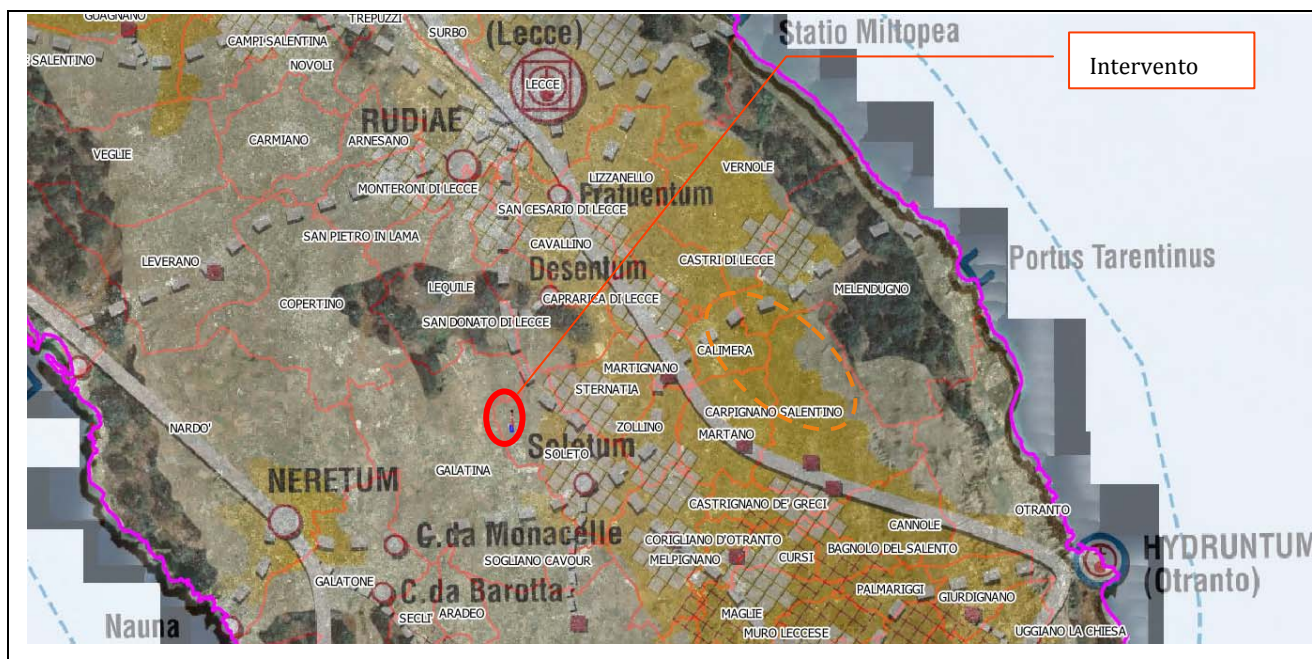 GUAGNANO
TREPUZZI
SURBO
(Lecce)
Statio Miltopea
CAMPI SALENTINA
E SALENTINO
NOVOLI
LECCE
Intervento
RUDIAE
VEGLIE
CARMIANO
ARNESANO
MONTERONI DI LECCE
LIZZANELLO
VERNOLE
Fratuentum
SAN CESARIO DI LECCE
SAN PIETRO IN LAMA
CAVALLINO
LEVERANO
CASTRI DI LECCE
Portus Tarentinus
Desentum
LEQUILE
MELENDUGNO
COPERTINO
CAPRARICA DI LECCE
SAN DONATO DI LECCE
CALIMERA
MARTIGNANO
STERNATIA
CARPIGNANO SALENTINO
NARDO'
ZOLLINO
MARTANO
Soletum
SOLETO
GALATINA
NERETUM
CASTRIGNANO DE' GRECI
OTRANTO
CANNOLE
C.da Monacelle
CORIGLIANO D'OTRANTO
HYDRUNTUM
(Otranto)
SOGLIANO CAVOUR
MELPIGNANO
CURSI
BAGNOLO DEL SALENTO
GALATONE
C.da Barotta
PALMARIGGI
GIURDIGNANO
SECLI'
ARADEO
MAGLIE
Nauna
MURO LECCESE
UGGIANO LA CHIESA